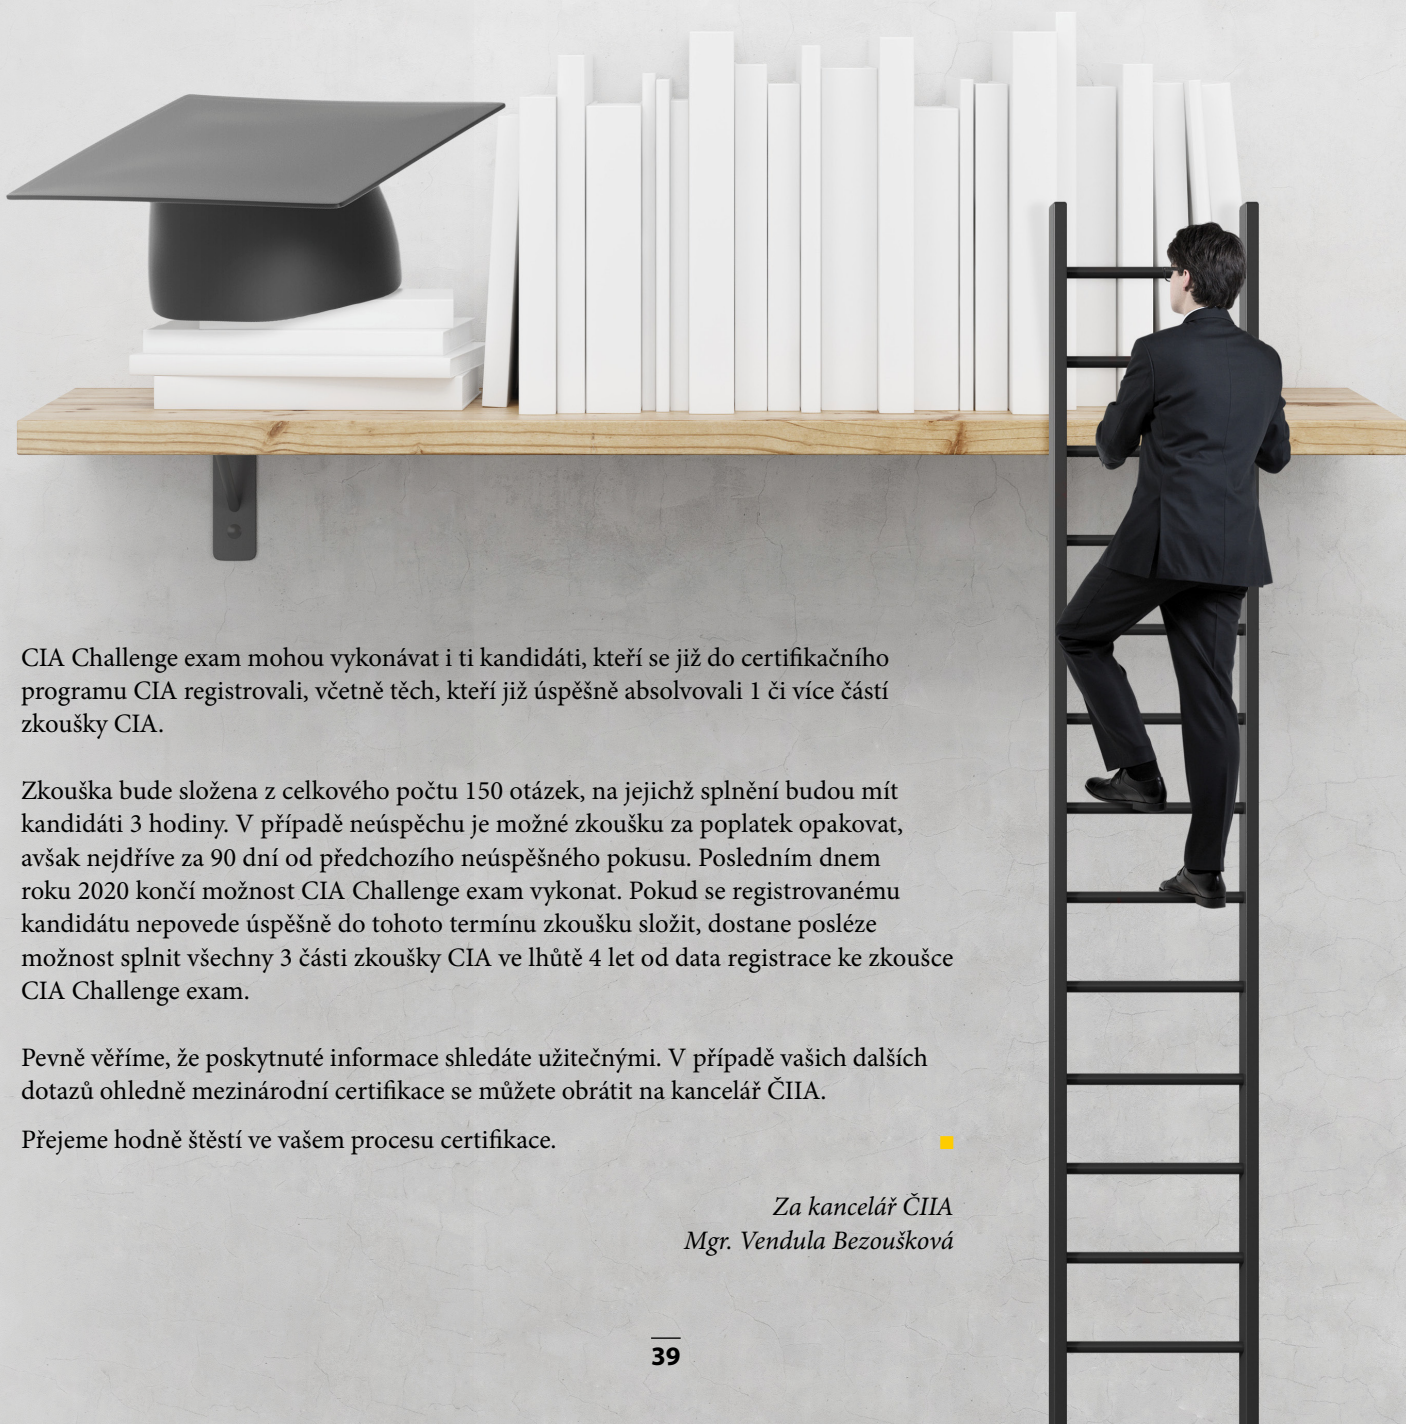 CIA Challenge exam mohou vykonávat i ti kandidáti, kteří se již do certifikačního
programu CIA registrovali, včetně těch, kteří již úspěšně absolvovali 1 či více částí
zkoušky CIA.
Zkouška bude složena z celkového počtu 150 otázek, na jejichž splnění budou mít
kandidáti 3 hodiny. V případě neúspěchu je možné zkoušku za poplatek opakovat,
avšak nejdříve za 90 dní od předchozího neúspěšného pokusu. Posledním dnem
roku 2020 končí možnost CIA Challenge exam vykonat. Pokud se registrovanému
kandidátu nepovede úspěšně do tohoto termínu zkoušku složit, dostane posléze
možnost splnit všechny 3 části zkoušky CIA ve lhůtě 4 let od data registrace ke zkoušce
CIA Challenge exam.
Pevně věříme, že poskytnuté informace shledáte užitečnými. V případě vašich dalších
dotazů ohledně mezinárodní certifikace se můžete obrátit na kancelář ČIIA.
Přejeme hodně štěstí ve vašem procesu certifikace.
Za kancelář ČIIA
Mgr. Vendula Bezoušková
39